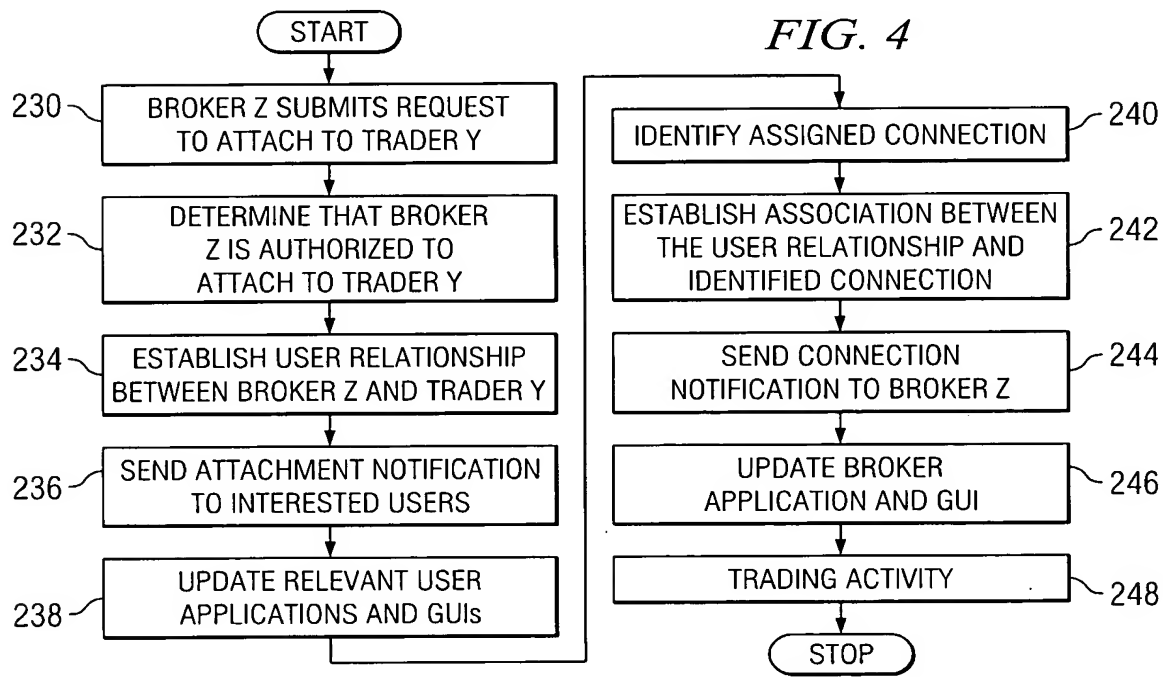 FIG. 4
START
230
BROKER Z SUBMITS REQUEST
TO ATTACH TO TRADER Y
232
DETERMINE THAT BROKER
Z IS AUTHORIZED TO
ATTACH TO TRADER Y
234
ESTABLISH USER RELATIONSHIP
BETWEEN BROKER Z AND TRADER Y
236
SEND ATTACHMENT NOTIFICATION
TO INTERESTED USERS
238
UPDATE RELEVANT USER
APPLICATIONS AND GUIs
240
IDENTIFY ASSIGNED CONNECTION
242
ESTABLISH ASSOCIATION BETWEEN
THE USER RELATIONSHIP AND
IDENTIFIED CONNECTION
244
SEND CONNECTION
NOTIFICATION TO BROKER Z
246
UPDATE BROKER
APPLICATION AND GUI
248
TRADING ACTIVITY
STOP